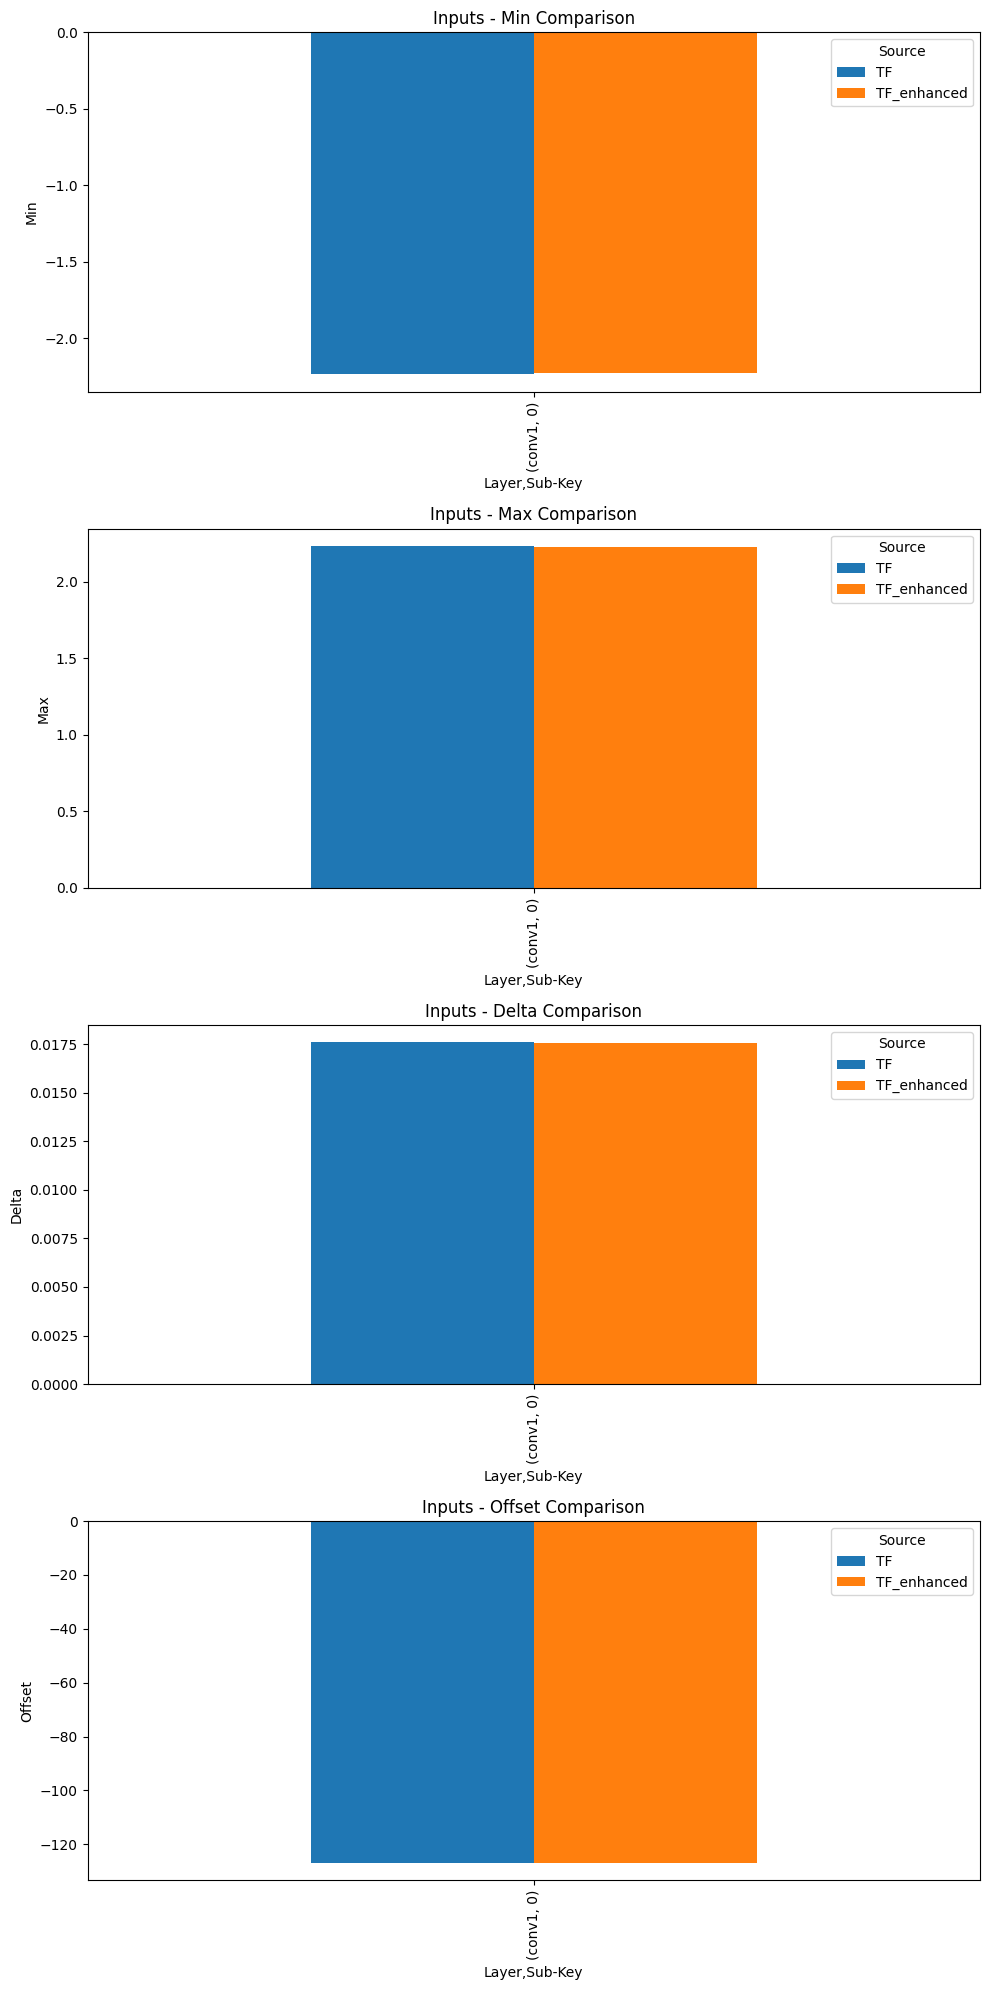 Inputs - Min Comparison
0.0
−0.5
−1.0
−1.5
−2.0
Min
Source
TF
TF_enhanced
(conv1, 0)
Layer,Sub-Key
Inputs - Max Comparison
2.0
1.5
1.0
0.5
0.0
Max
Source
TF
TF_enhanced
(conv1, 0)
Layer,Sub-Key
Inputs - Delta Comparison
0.0175
0.0150
0.0125
0.0100
0.0075
0.0050
0.0025
0.0000
Delta
Source
TF
TF_enhanced
(conv1, 0)
Layer,Sub-Key
Inputs - Offset Comparison
0
−20
−40
−60
−80
−100
−120
Offset
Source
TF
TF_enhanced
(conv1, 0)
Layer,Sub-Key